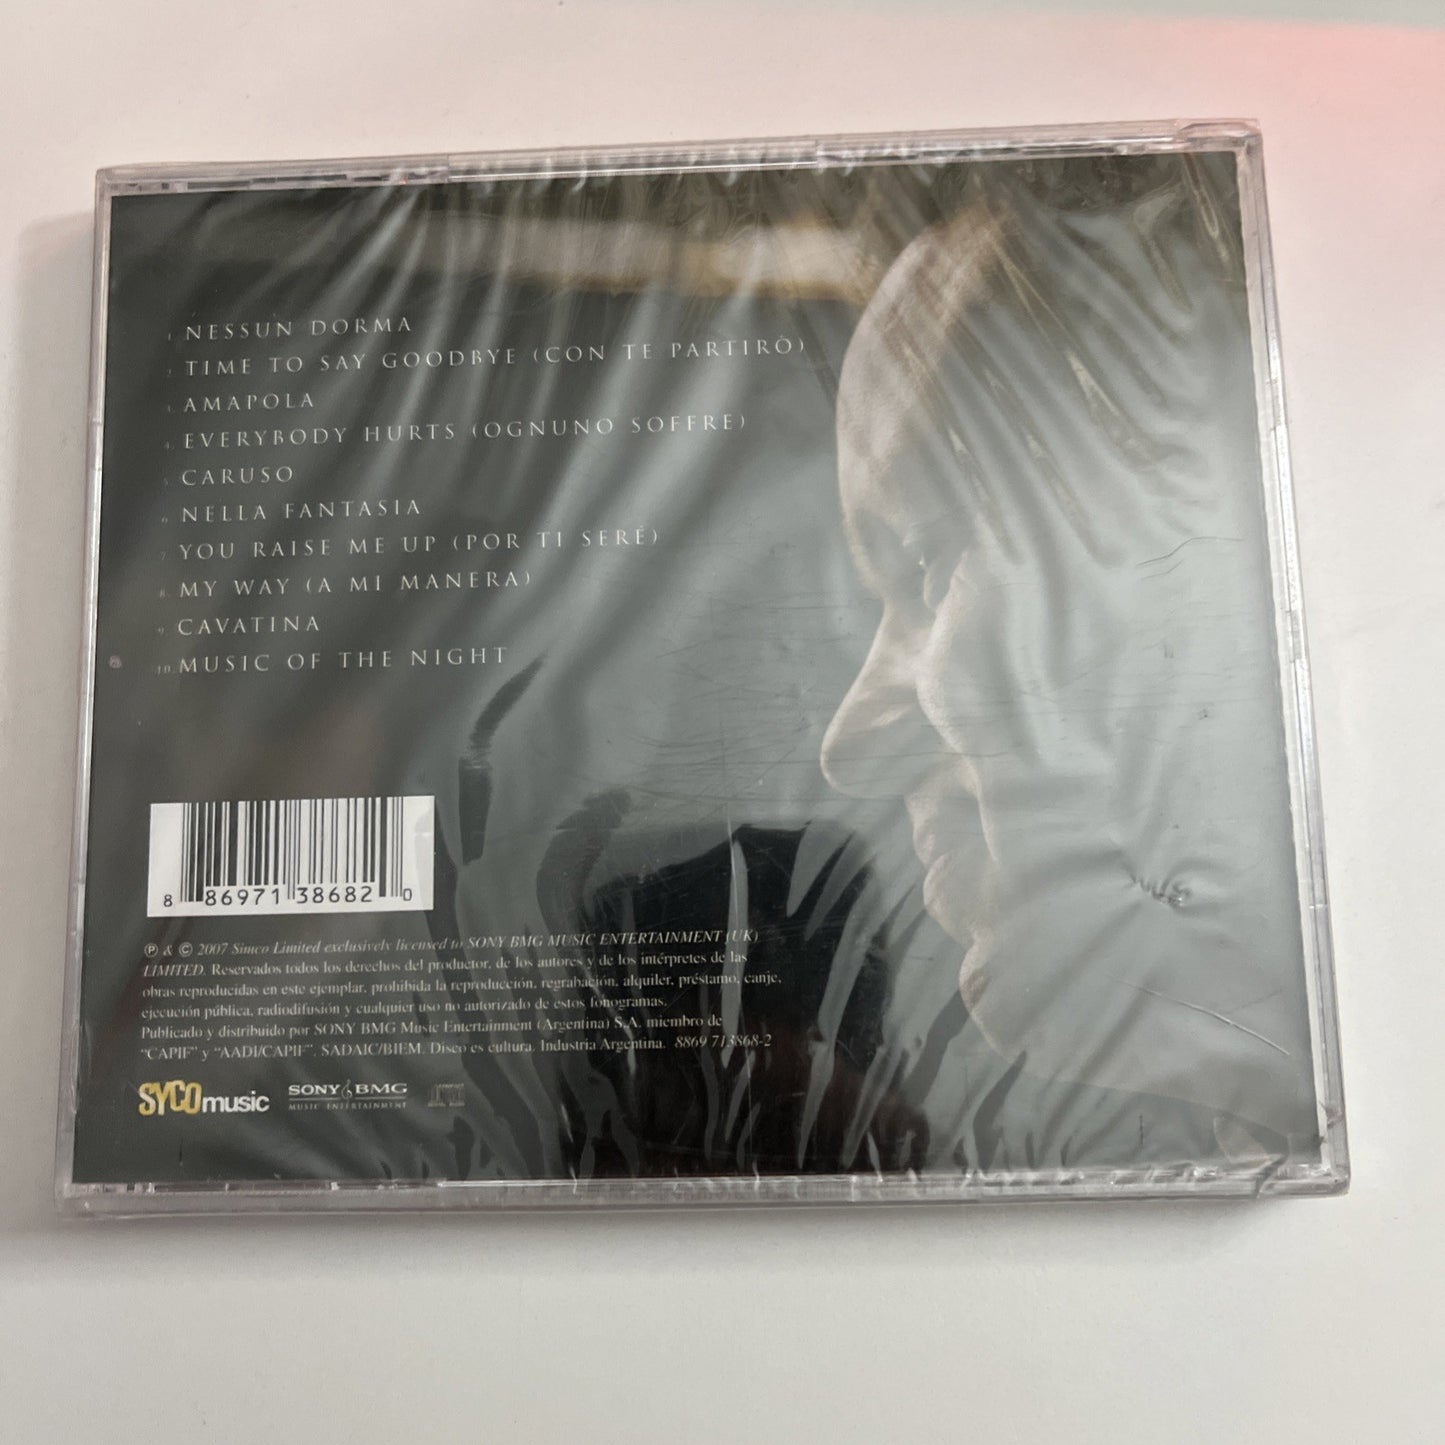 1. NESSUN DORMA
2. TIME TO SAY GOODBYE (CON TE PARTIRÒ)
3. AMAPOLA
4. EVERYBODY HURTS (OGNUNO SOFFRE)
5. CARUSO
6. NELLA FANTASIA
7. YOU RAISE ME UP (POR TI SERÉ)
8. MY WAY (A MI MANERA)
9. CAVATINA
10. MUSIC OF THE NIGHT
8 86971 38682 0
Ⓟ & © 2007 Simco Limited exclusively licensed to SONY BMG MUSIC ENTERTAINMENT (UK)
LIMITED. Reservados todos los derechos del productor, de los autores y de los intérpretes de las
obras reproducidas en este ejemplar, prohibida la reproducción, regrabación, alquiler, préstamo, canje,
ejecución pública, radiodifusión y cualquier uso no autorizado de estos fonogramas.
Publicado y distribuido por SONY BMG Music Entertainment (Argentina) S.A. miembro de
"CAPIF" y "AADI/CAPIF". SADAIC/BIEM. Disco es cultura. Industria Argentina. 8869 713868-2
SYCOmusic SONY BMG
MUSIC ENTERTAINMENT